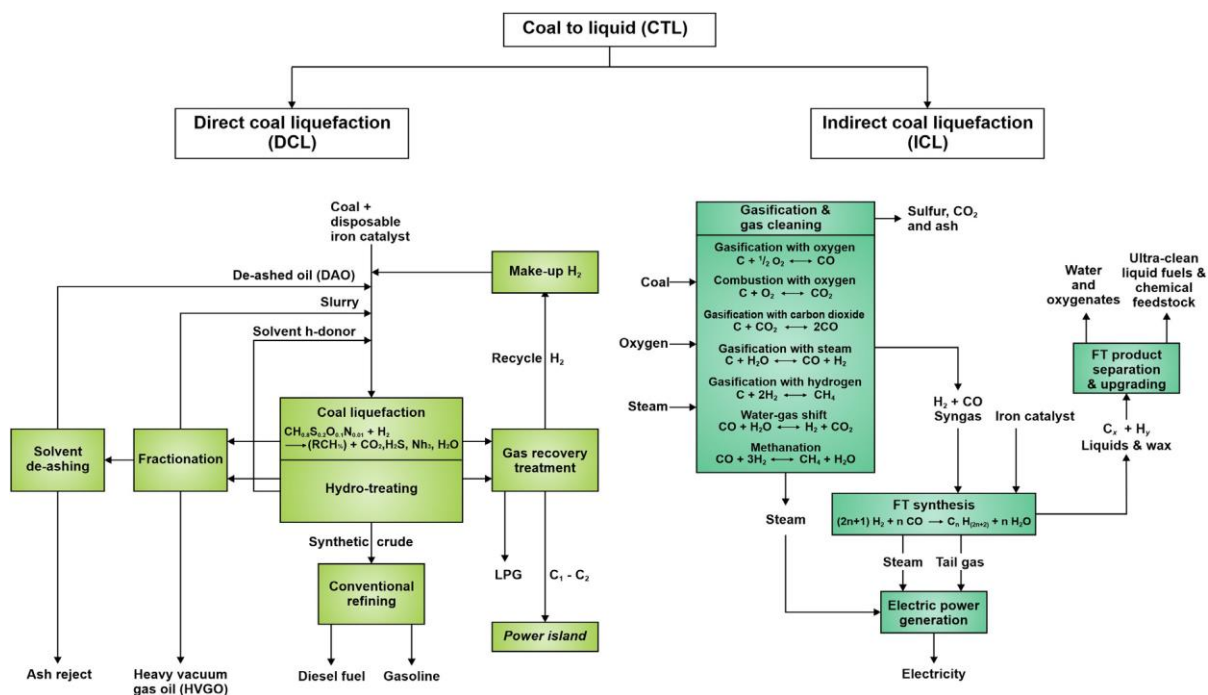 Coal to liquid (CTL)
Direct coal liquefaction
(DCL)
Indirect coal liquefaction
(ICL)
Coal +
disposable
iron catalyst
De-ashed oil (DAO)
Make-up H₂
Slurry
Solvent h-donor
Recycle H₂
Coal liquefaction
CH₀.₈S₀.₂O₀.₁N₀.₀₁ + H₂
⟶(RCHₓ) + CO₂,H₂S, Nh₃, H₂O
Hydro-treating
Solvent
de-ashing
Fractionation
Gas recovery
treatment
Synthetic crude
LPG
C₁ - C₂
Conventional
refining
Power island
Ash reject
Heavy vacuum
gas oil (HVGO)
Diesel fuel
Gasoline
Gasification &
gas cleaning
Sulfur, CO₂
and ash
Gasification with oxygen
C + ¹/₂ O₂ ⟷ CO
Combustion with oxygen
C + O₂ ⟷ CO₂
Gasification with carbon dioxide
C + CO₂ ⟷ 2CO
Gasification with steam
C + H₂O ⟷ CO + H₂
Gasification with hydrogen
C + 2H₂ ⟷ CH₄
Water-gas shift
CO + H₂O ⟷ H₂ + CO₂
Methanation
CO + 3H₂ ⟷ CH₄ + H₂O
Coal
Oxygen
Steam
Water
and
oxygenates
Ultra-clean
liquid fuels &
chemical
feedstock
FT product
separation
& upgrading
H₂ + CO
Syngas
Iron catalyst
Cₓ + Hᵧ
Liquids & wax
Steam
FT synthesis
(2n+1) H₂ + n CO ⟶ Cₙ H₍₂ₙ₊₂₎ + n H₂O
Steam
Tail gas
Electric power
generation
Electricity